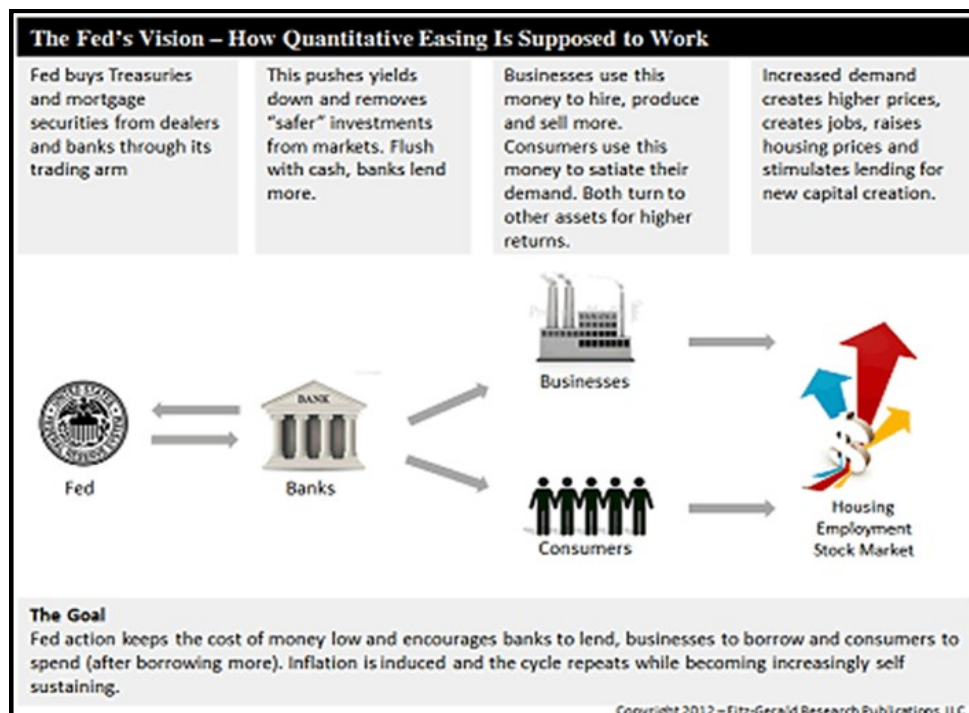 The Fed's Vision – How Quantitative Easing Is Supposed to Work
Fed buys Treasuries
and mortgage
securities from dealers
and banks through its
trading arm
This pushes yields
down and removes
"safer" investments
from markets. Flush
with cash, banks lend
more.
Businesses use this
money to hire, produce
and sell more.
Consumers use this
money to satiate their
demand. Both turn to
other assets for higher
returns.
Increased demand
creates higher prices,
creates jobs, raises
housing prices and
stimulates lending for
new capital creation.
Businesses
BANK
UNITED STATES
FEDERAL RESERVE
Fed
Banks
Consumers
Housing
Employment
Stock Market
The Goal
Fed action keeps the cost of money low and encourages banks to lend, businesses to borrow and consumers to
spend (after borrowing more). Inflation is induced and the cycle repeats while becoming increasingly self
sustaining.
Copyright 2012 – Fitz-Gerald Research Publications, LLC